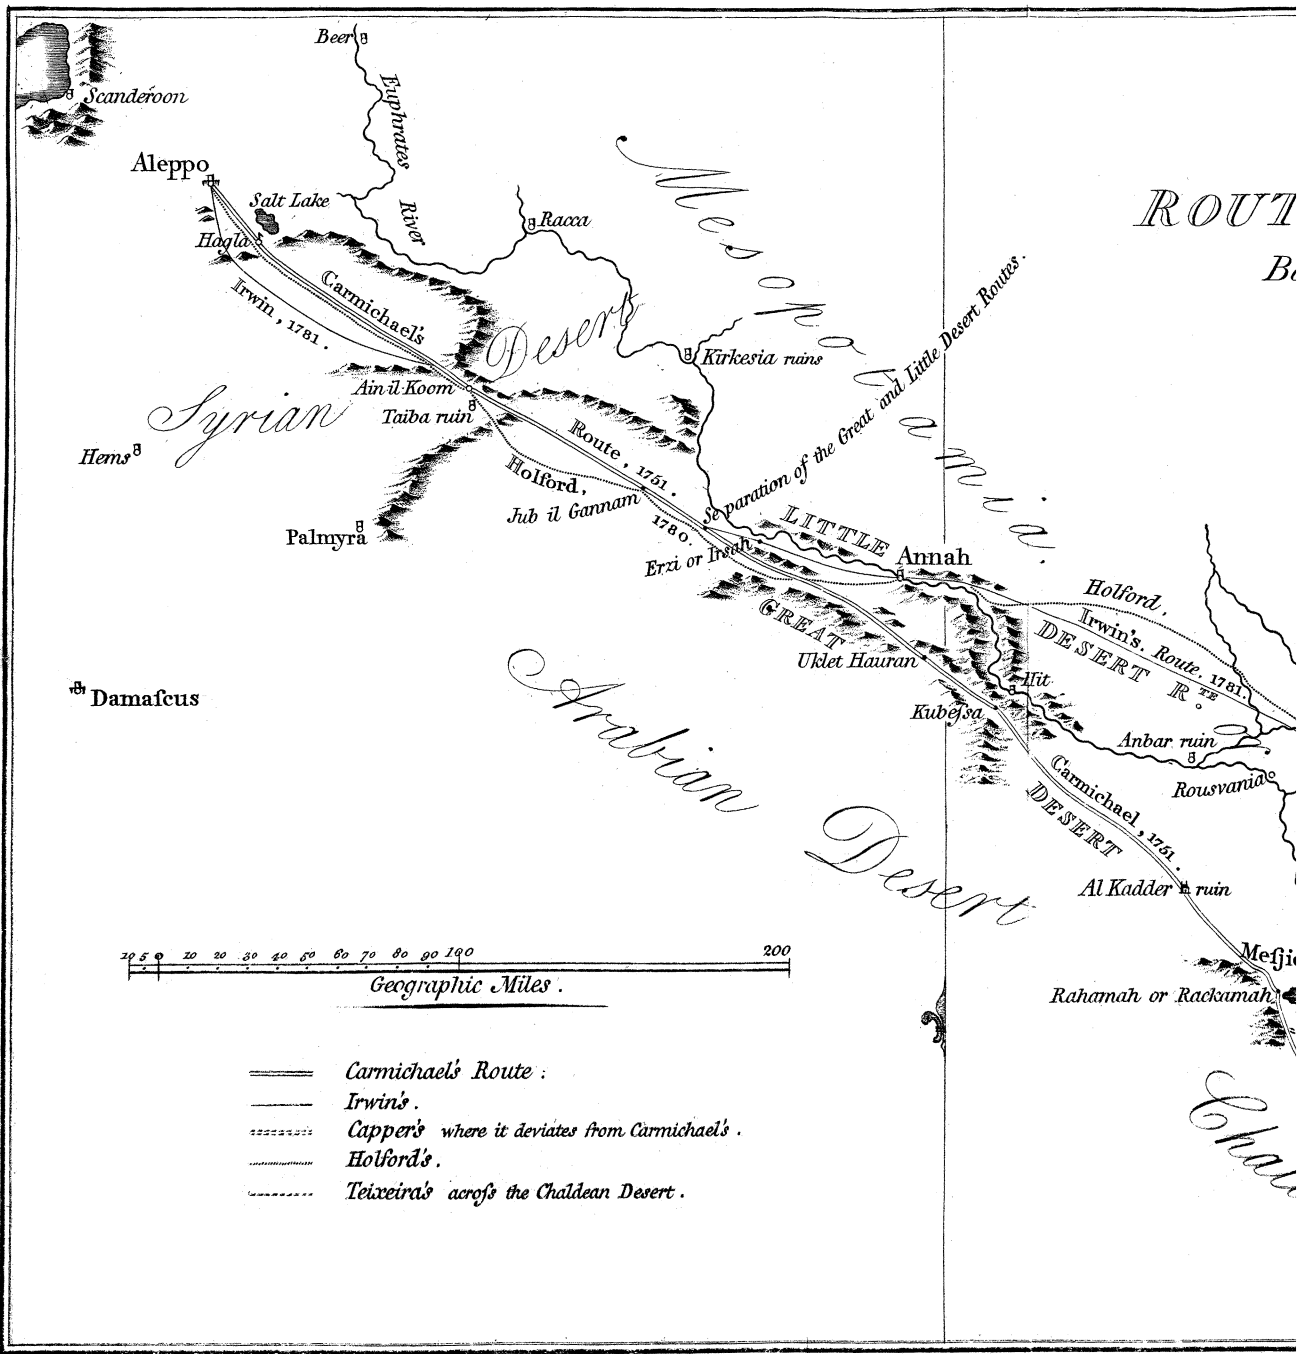 Beer
Euphrates
River
Scanderoon
Aleppo
Salt Lake
Hagla
Racca
Mesopotamia.
ROUT
Be
Carmichael's
Irwin, 1781.
Desert
Kirkesia ruins
Separation of the Great and Little Desert Routes.
Ain il Koom
Taiba ruin
Syrian
Hems
Route, 1751.
Holford,
Jub il Gannam
1780.
Palmyra
LITTLE
Annah
Erzi or Irsah
GREAT
Holford.
Irwin's. Route. 1781.
DESERT R.TE
Uklet Hauran
Hit
Kubeſsa
Damaſcus
Arabian
Anbar ruin
Rousvania
Carmichael, 1751.
DESERT
Desert
Al Kadder ruin
Meſjid
Rahamah or Rackamah
10 5 0 10 20 30 40 50 60 70 80 90 100 200
Geographic Miles.
Carmichael's Route:
Irwin's.
Capper's where it deviates from Carmichael's.
Holford's.
Teixeira's acroſs the Chaldean Desert.
Chald